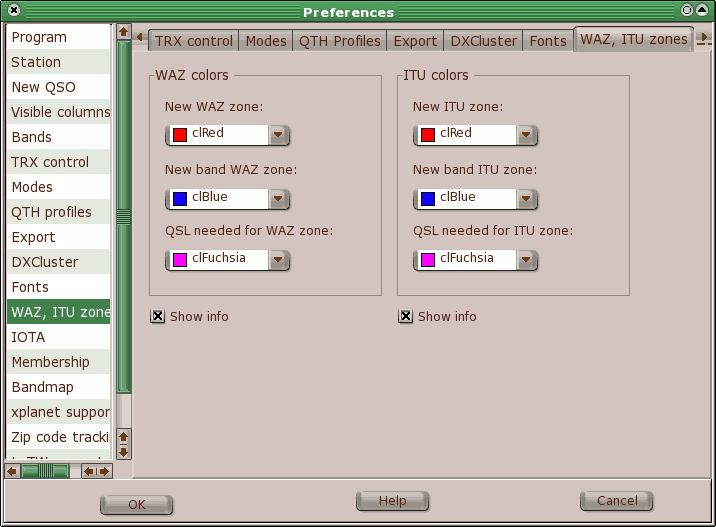 Preferences
Program
Station
New QSO
Visible columns
Bands
TRX control
Modes
QTH profiles
Export
DXCluster
Fonts
WAZ, ITU zone
IOTA
Membership
Bandmap
xplanet suppor
Zip code tracki
TRX control Modes QTH Profiles Export DXCluster Fonts WAZ, ITU zones
WAZ colors
New WAZ zone:
clRed
New band WAZ zone:
clBlue
QSL needed for WAZ zone:
clFuchsia
Show info
ITU colors
New ITU zone:
clRed
New band ITU zone:
clBlue
QSL needed for ITU zone:
clFuchsia
Show info
OK Help Cancel